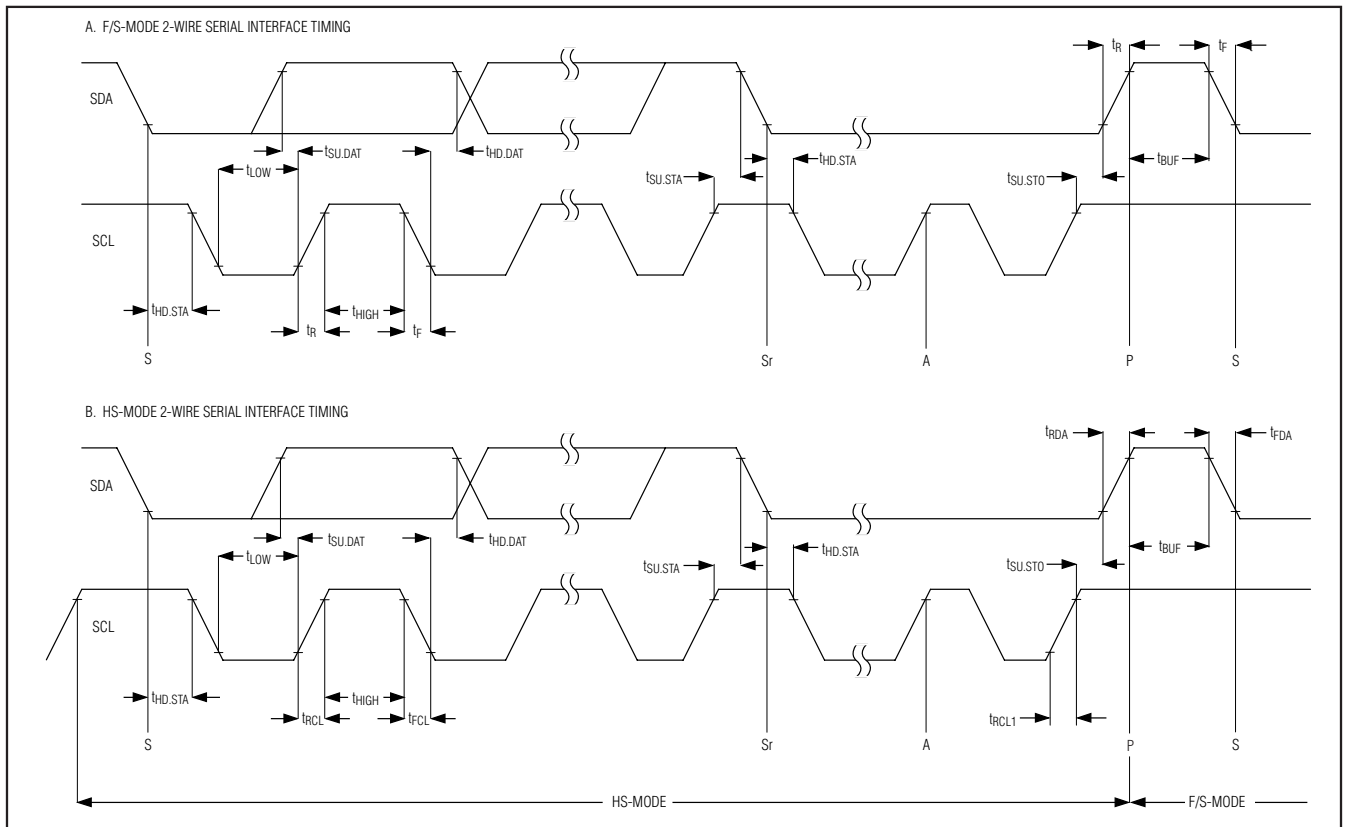 A. F/S-MODE 2-WIRE SERIAL INTERFACE TIMING
tR
tF
SDA
tSU.DAT
tHD.DAT
tLOW
tHD.STA
tBUF
tSU.STA
tSU.STO
SCL
tHD.STA
tHIGH
tR
tF
S
Sr
A
P
S
B. HS-MODE 2-WIRE SERIAL INTERFACE TIMING
tRDA
tFDA
SDA
tSU.DAT
tHD.DAT
tLOW
tHD.STA
tBUF
tSU.STA
tSU.STO
SCL
tHD.STA
tHIGH
tRCL
tFCL
tRCL1
S
Sr
A
P
S
HS-MODE
F/S-MODE